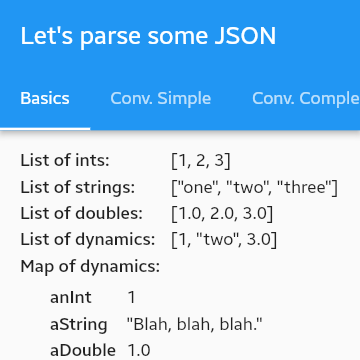 Let's parse some JSON
Basics Conv. Simple Conv. Comple
List of ints: [1, 2, 3]
List of strings: ["one", "two", "three"]
List of doubles: [1.0, 2.0, 3.0]
List of dynamics: [1, "two", 3.0]
Map of dynamics:
anInt 1
aString "Blah, blah, blah."
aDouble 1.0